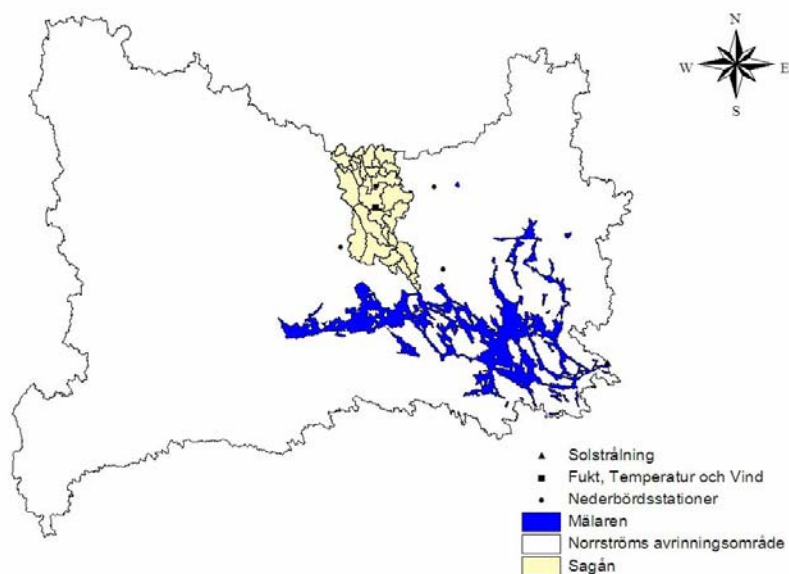 N
W E
S
Solstrålning
Fukt, Temperatur och Vind
Nederbördsstationer
Mälaren
Norrströms avrinningsområde
Sagån